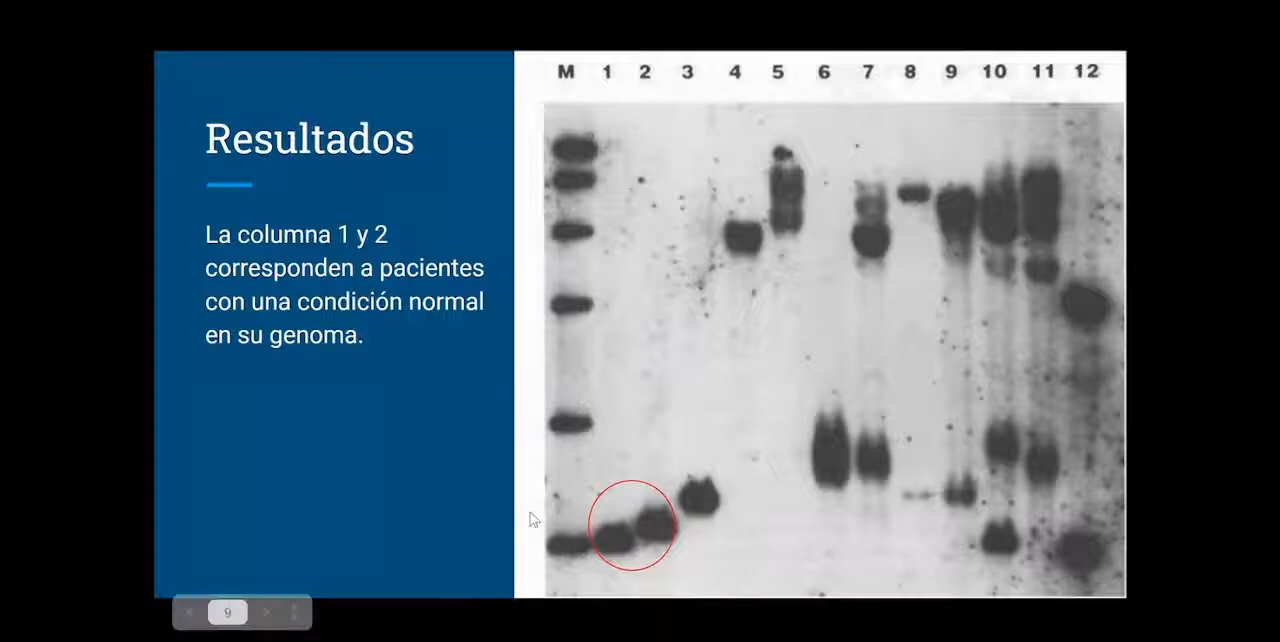 Resultados
La columna 1 y 2
corresponden a pacientes
con una condición normal
en su genoma.
M 1 2 3 4 5 6 7 8 9 10 11 12
9